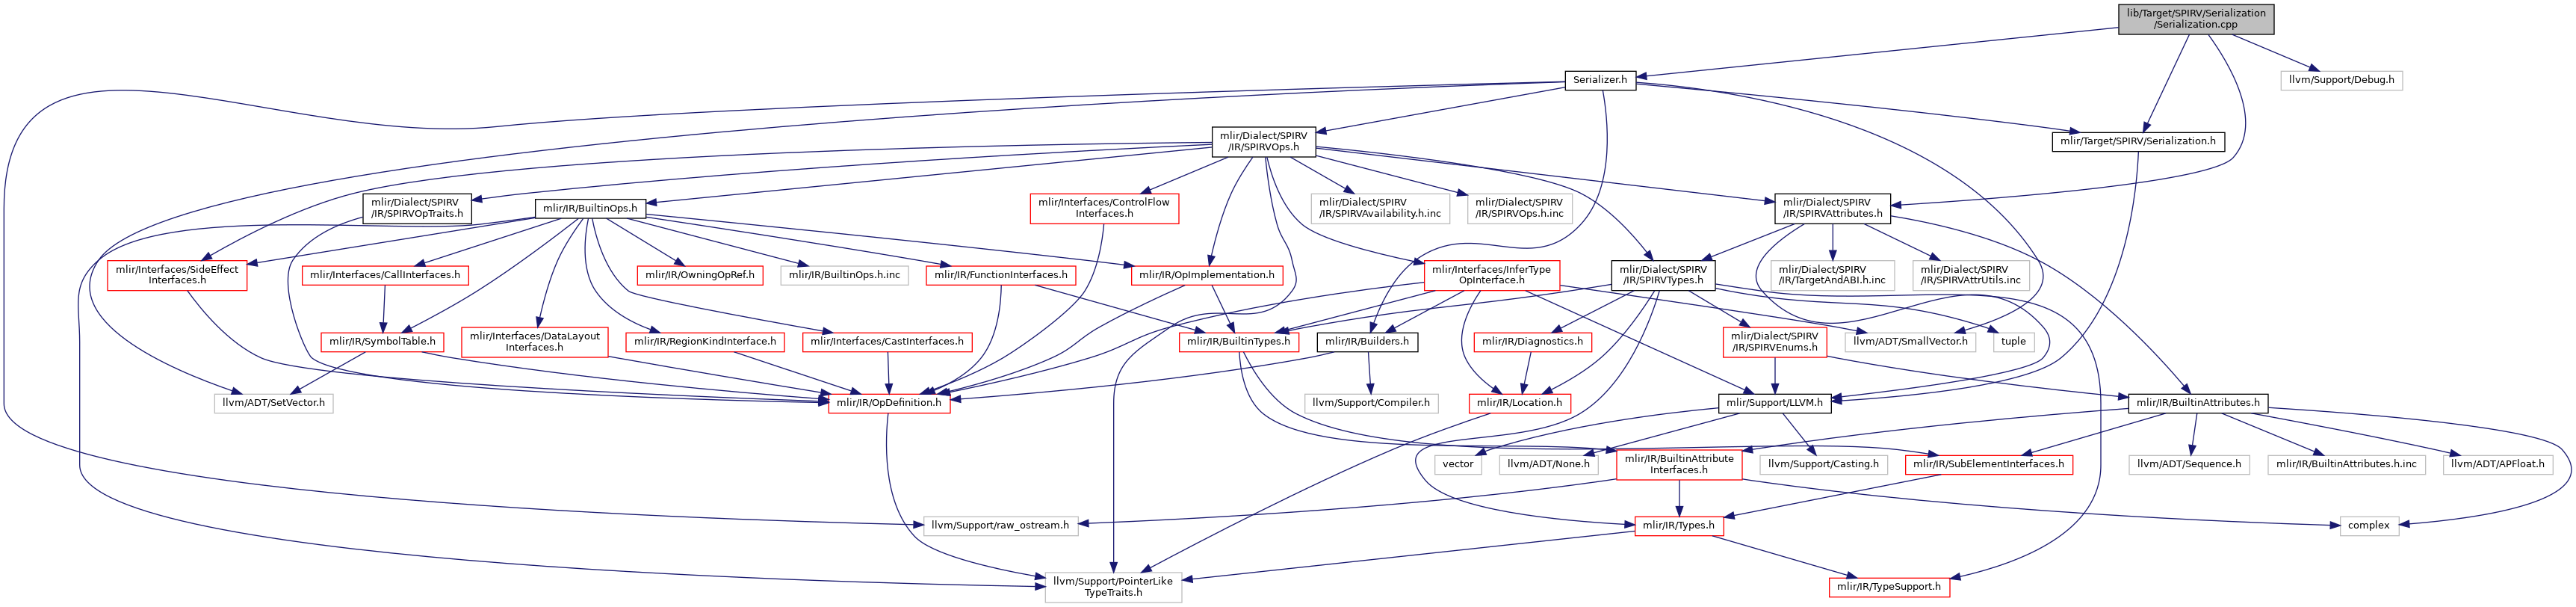 lib/Target/SPIRV/Serialization
/Serialization.cpp
Serializer.h
llvm/Support/Debug.h
mlir/Dialect/SPIRV
/IR/SPIRVOps.h
mlir/Target/SPIRV/Serialization.h
mlir/Dialect/SPIRV
/IR/SPIRVOpTraits.h
mlir/IR/BuiltinOps.h
mlir/Interfaces/ControlFlow
Interfaces.h
mlir/Dialect/SPIRV
/IR/SPIRVAvailability.h.inc
mlir/Dialect/SPIRV
/IR/SPIRVOps.h.inc
mlir/Dialect/SPIRV
/IR/SPIRVAttributes.h
mlir/Interfaces/SideEffect
Interfaces.h
mlir/Interfaces/CallInterfaces.h
mlir/IR/OwningOpRef.h
mlir/IR/BuiltinOps.h.inc
mlir/IR/FunctionInterfaces.h
mlir/IR/OpImplementation.h
mlir/Interfaces/InferType
OpInterface.h
mlir/Dialect/SPIRV
/IR/SPIRVTypes.h
mlir/Dialect/SPIRV
/IR/TargetAndABI.h.inc
mlir/Dialect/SPIRV
/IR/SPIRVAttrUtils.inc
mlir/IR/SymbolTable.h
mlir/Interfaces/DataLayout
Interfaces.h
mlir/IR/RegionKindInterface.h
mlir/Interfaces/CastInterfaces.h
mlir/IR/BuiltinTypes.h
mlir/IR/Builders.h
mlir/IR/Diagnostics.h
mlir/Dialect/SPIRV
/IR/SPIRVEnums.h
llvm/ADT/SmallVector.h
tuple
llvm/ADT/SetVector.h
mlir/IR/OpDefinition.h
llvm/Support/Compiler.h
mlir/IR/Location.h
mlir/Support/LLVM.h
mlir/IR/BuiltinAttributes.h
vector
llvm/ADT/None.h
mlir/IR/BuiltinAttribute
Interfaces.h
llvm/Support/Casting.h
mlir/IR/SubElementInterfaces.h
llvm/ADT/Sequence.h
mlir/IR/BuiltinAttributes.h.inc
llvm/ADT/APFloat.h
llvm/Support/raw_ostream.h
mlir/IR/Types.h
complex
llvm/Support/PointerLike
TypeTraits.h
mlir/IR/TypeSupport.h